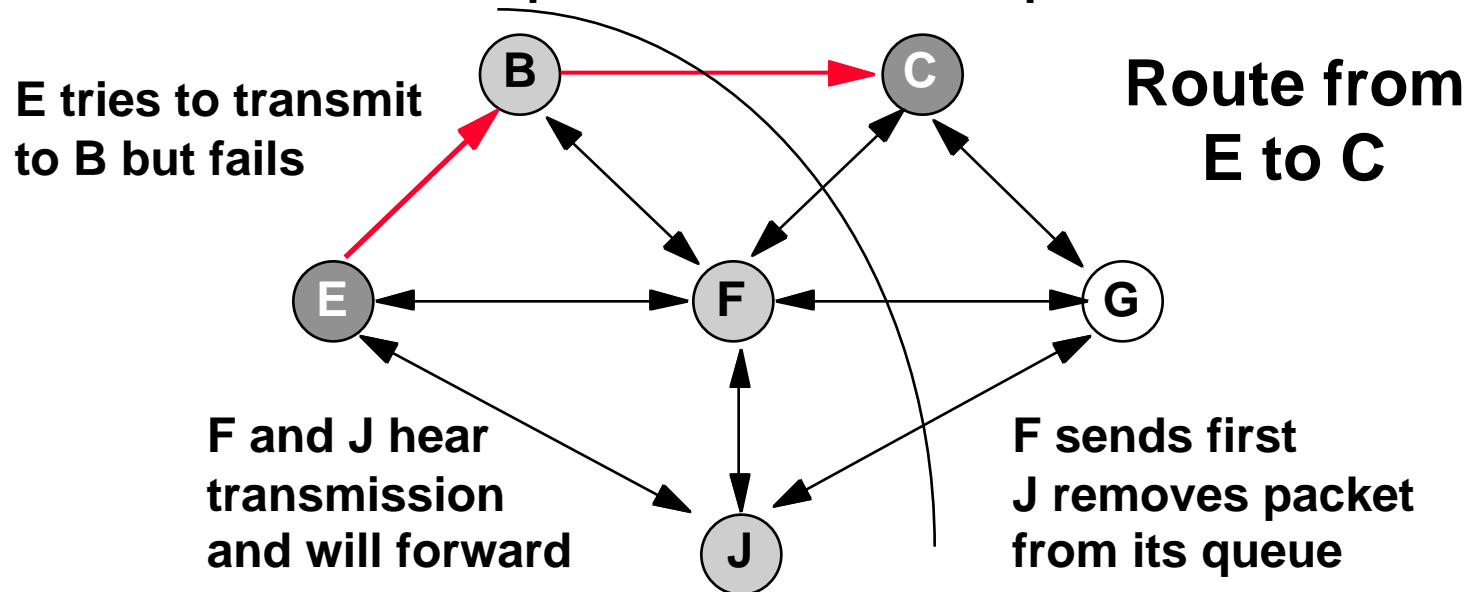 B
C
E tries to transmit
to B but fails
Route from
E to C
E
F
G
F and J hear
transmission
and will forward
F sends first
J removes packet
from its queue
J